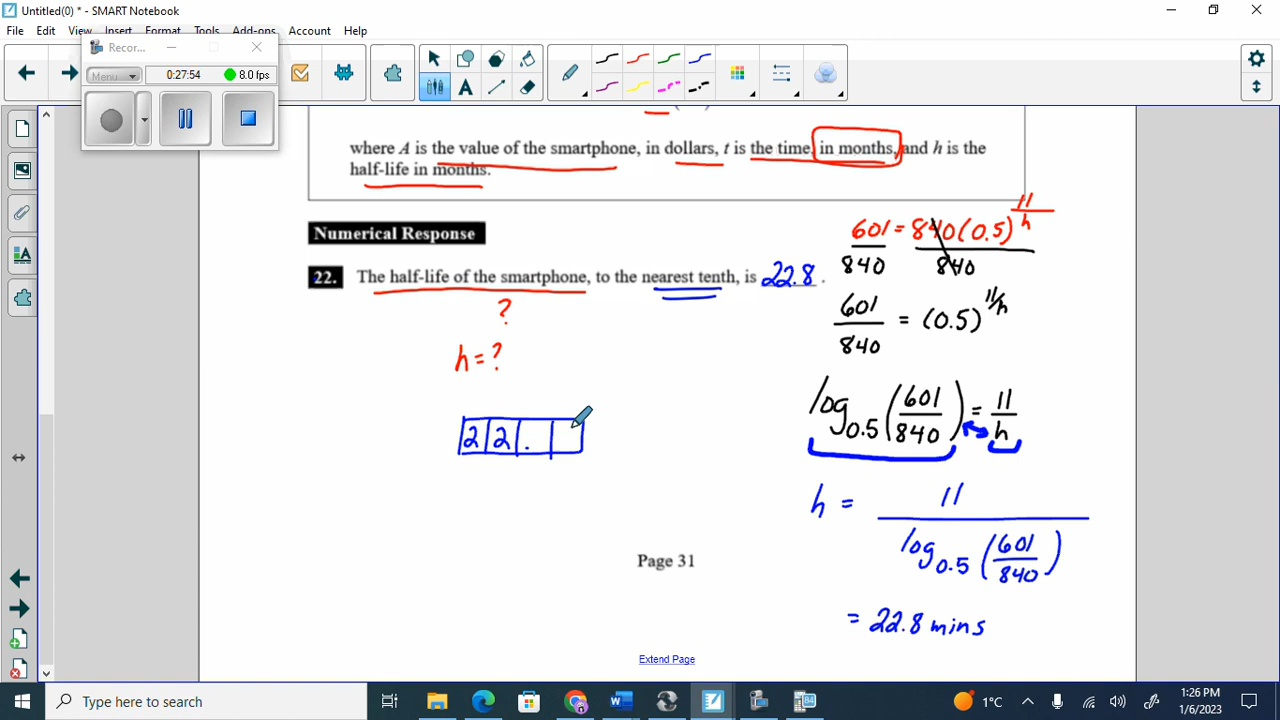 Untitled(0) * - SMART Notebook
File Edit View Insert Format Tools Add-ons Account Help
Recor...
Menu 0:27:54 8.0 fps
where A is the value of the smartphone, in dollars, t is the time, in months, and h is the
half-life in months.
Numerical Response
22. The half-life of the smartphone, to the nearest tenth, is 22.8.
?
h = ?
22.
601 = 840(0.5)^11/h
840 840
601/840 = (0.5)^11/h
log0.5(601/840) = 11/h
h = 11
log0.5(601/840)
= 22.8 mins
Page 31
Extend Page
Type here to search
1°C
1:26 PM
1/6/2023